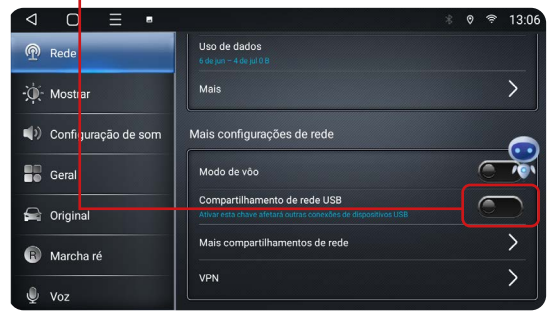 13:06
Rede
Mostrar
Configuração de som
Geral
Original
R Marcha ré
Voz
Uso de dados
6 de jun – 4 de jul 0 B
Mais
Mais configurações de rede
Modo de vôo
Compartilhamento de rede USB
Ativar esta chave afetará outras conexões de dispositivos USB
Mais compartilhamentos de rede
VPN